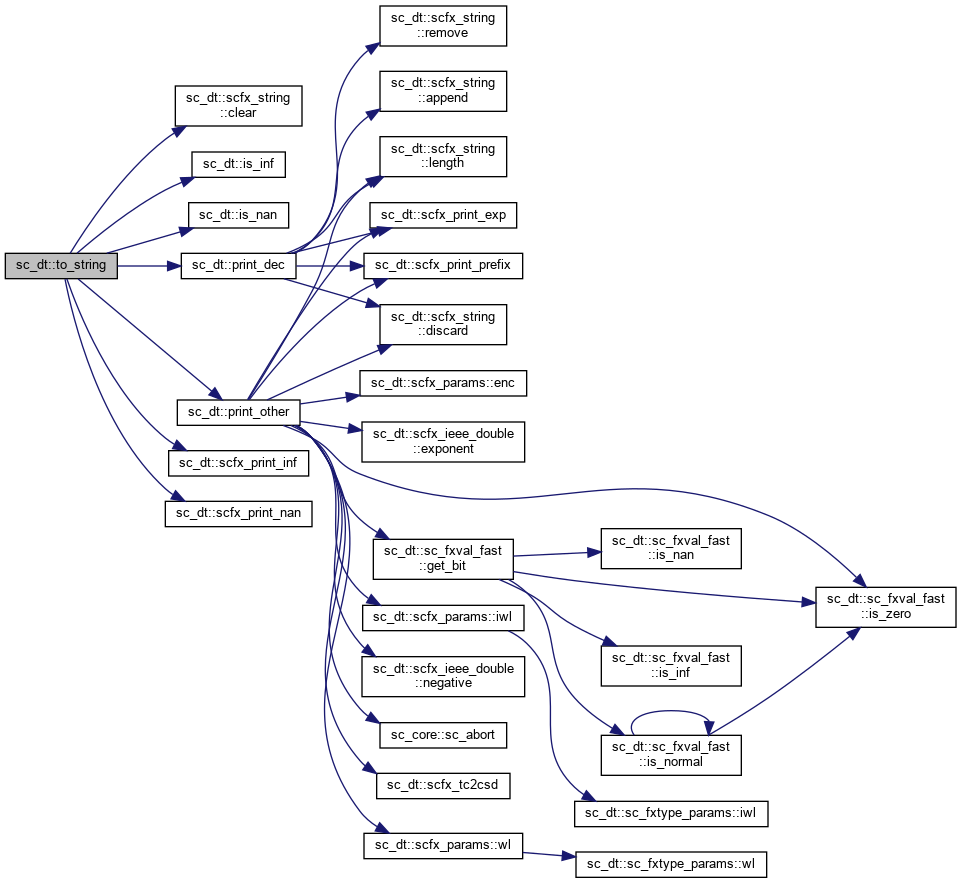 sc_dt::scfx_string
::remove
sc_dt::scfx_string
::append
sc_dt::scfx_string
::clear
sc_dt::scfx_string
::length
sc_dt::is_inf
sc_dt::is_nan
sc_dt::scfx_print_exp
sc_dt::to_string
sc_dt::print_dec
sc_dt::scfx_print_prefix
sc_dt::scfx_string
::discard
sc_dt::scfx_params::enc
sc_dt::print_other
sc_dt::scfx_ieee_double
::exponent
sc_dt::scfx_print_inf
sc_dt::scfx_print_nan
sc_dt::sc_fxval_fast
::get_bit
sc_dt::sc_fxval_fast
::is_nan
sc_dt::sc_fxval_fast
::is_zero
sc_dt::scfx_params::iwl
sc_dt::scfx_ieee_double
::negative
sc_dt::sc_fxval_fast
::is_inf
sc_core::sc_abort
sc_dt::sc_fxval_fast
::is_normal
sc_dt::scfx_tc2csd
sc_dt::sc_fxtype_params::iwl
sc_dt::scfx_params::wl
sc_dt::sc_fxtype_params::wl